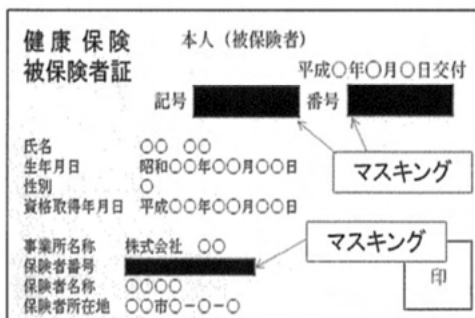 健康保険 本人（被保険者）
被保険者証
平成○年○月○日交付
記号 番号
氏名 ○○ ○○
生年月日 昭和○○年○○月○○日
マスキング
性別 ○
資格取得年月日 平成○○年○○月○○日
事業所名称 株式会社 ○○
マスキング
保険者番号
保険者名称 ○○○○
印
保険者所在地 ○○市○-○-○